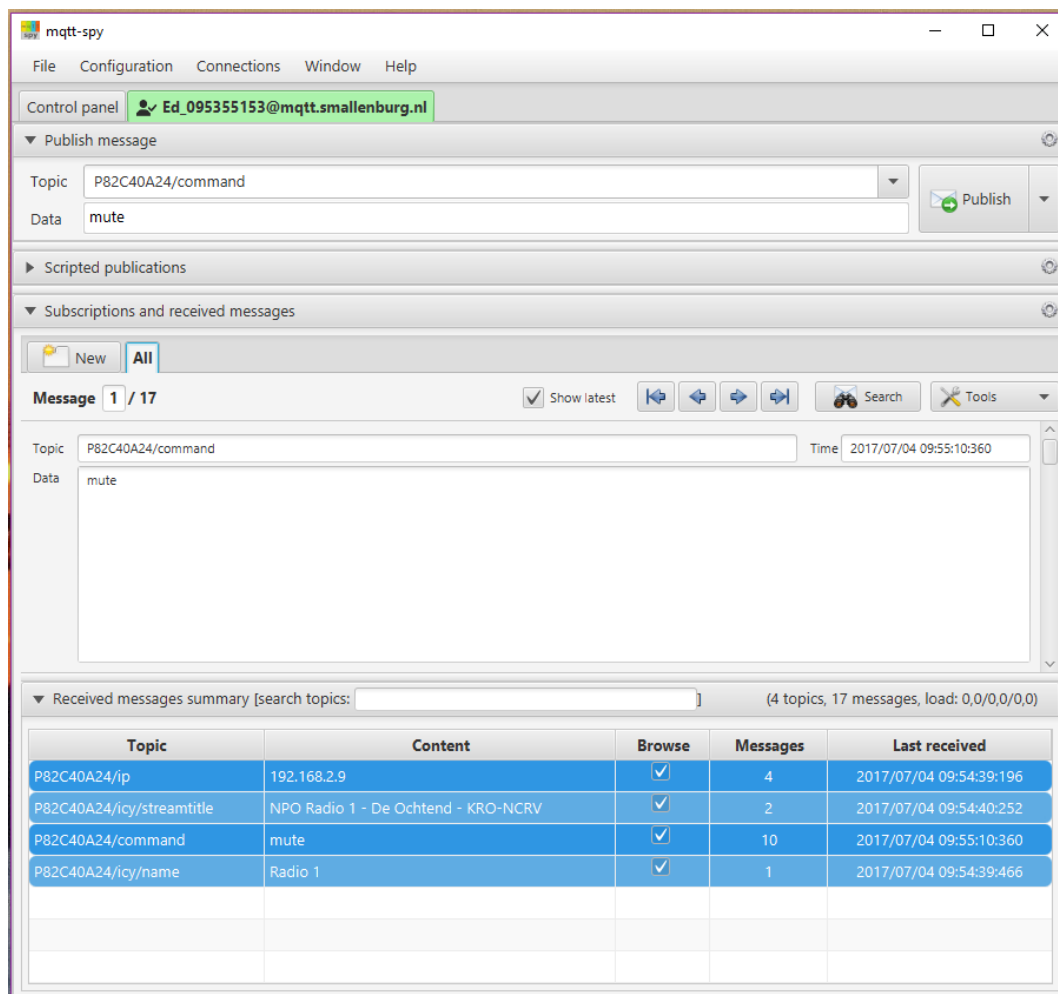 mqtt-spy
File Configuration Connections Window Help
Control panel Ed_095355153@mqtt.smallenburg.nl
Publish message
Topic P82C40A24/command
Publish
Data mute
Scripted publications
Subscriptions and received messages
New All
Message 1 / 17 Show latest Search Tools
Topic P82C40A24/command Time 2017/07/04 09:55:10:360
Data mute
Received messages summary [search topics: ] (4 topics, 17 messages, load: 0,0/0,0/0,0)
Topic Content Browse Messages Last received
P82C40A24/ip 192.168.2.9 4 2017/07/04 09:54:39:196
P82C40A24/icy/streamtitle NPO Radio 1 - De Ochtend - KRO-NCRV 2 2017/07/04 09:54:40:252
P82C40A24/command mute 10 2017/07/04 09:55:10:360
P82C40A24/icy/name Radio 1 1 2017/07/04 09:54:39:466